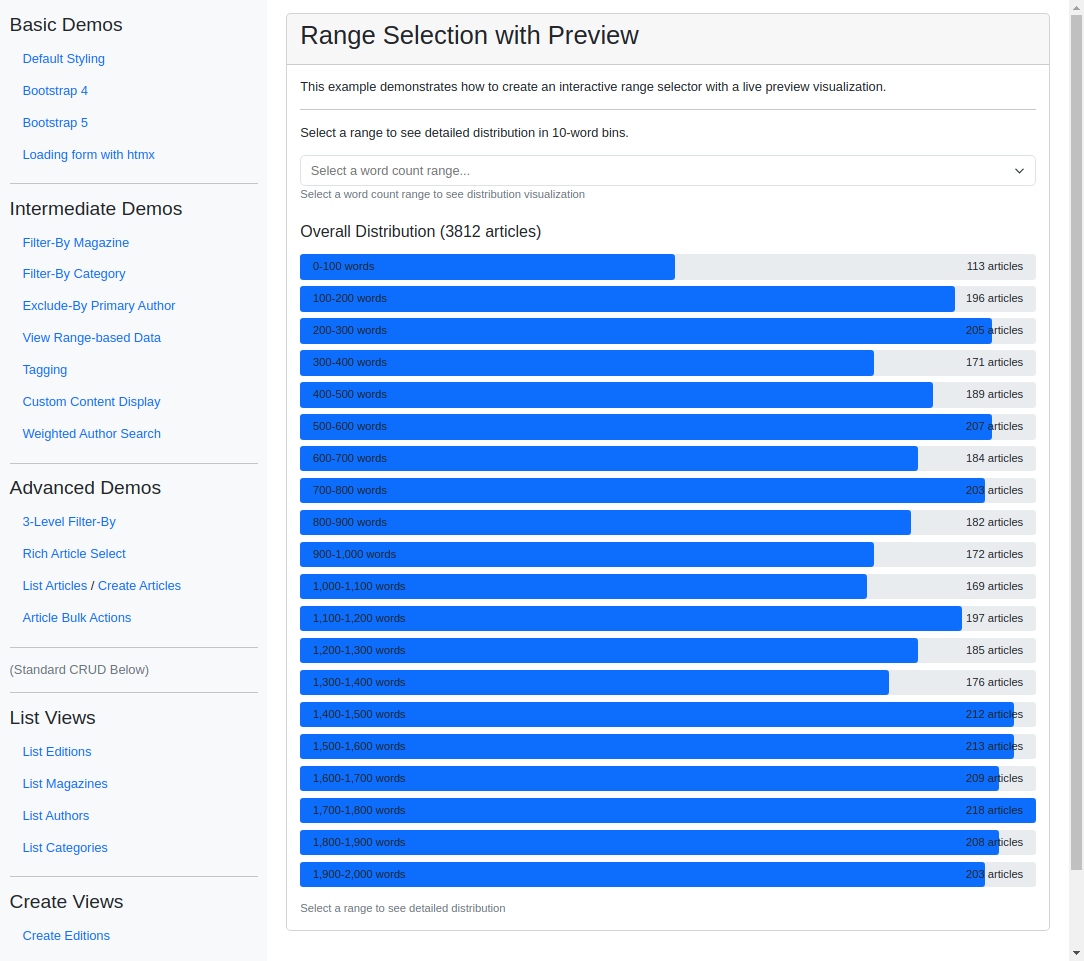 Basic Demos
Default Styling
Bootstrap 4
Bootstrap 5
Loading form with htmx
Intermediate Demos
Filter-By Magazine
Filter-By Category
Exclude-By Primary Author
View Range-based Data
Tagging
Custom Content Display
Weighted Author Search
Advanced Demos
3-Level Filter-By
Rich Article Select
List Articles / Create Articles
Article Bulk Actions
(Standard CRUD Below)
List Views
List Editions
List Magazines
List Authors
List Categories
Create Views
Create Editions
Range Selection with Preview
This example demonstrates how to create an interactive range selector with a live preview visualization.
Select a range to see detailed distribution in 10-word bins.
Select a word count range...
Select a word count range to see distribution visualization
Overall Distribution (3812 articles)
0-100 words 113 articles
100-200 words 196 articles
200-300 words 205 articles
300-400 words 171 articles
400-500 words 189 articles
500-600 words 207 articles
600-700 words 184 articles
700-800 words 203 articles
800-900 words 182 articles
900-1,000 words 172 articles
1,000-1,100 words 169 articles
1,100-1,200 words 197 articles
1,200-1,300 words 185 articles
1,300-1,400 words 176 articles
1,400-1,500 words 212 articles
1,500-1,600 words 213 articles
1,600-1,700 words 209 articles
1,700-1,800 words 218 articles
1,800-1,900 words 208 articles
1,900-2,000 words 203 articles
Select a range to see detailed distribution